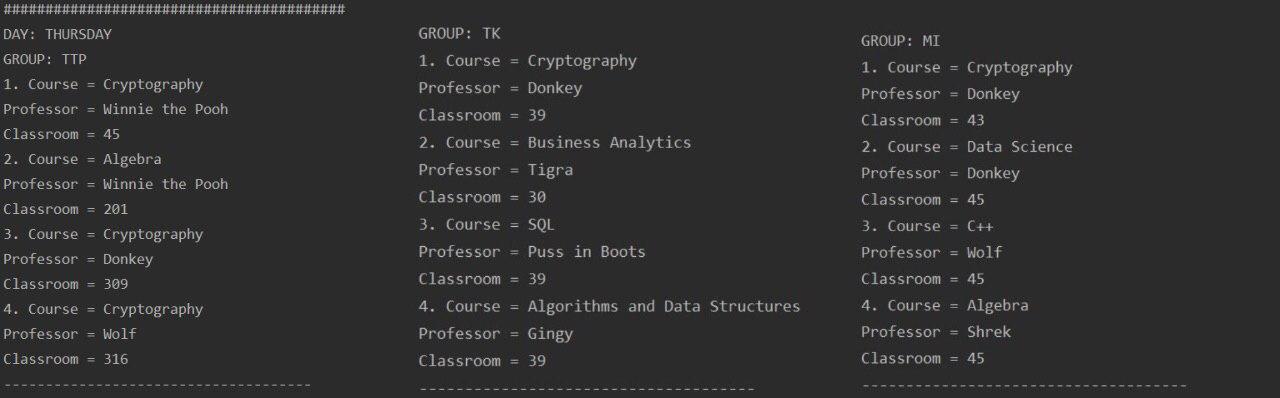 #########################################
DAY: THURSDAY
GROUP: TTP
1. Course = Cryptography
Professor = Winnie the Pooh
Classroom = 45
2. Course = Algebra
Professor = Winnie the Pooh
Classroom = 201
3. Course = Cryptography
Professor = Donkey
Classroom = 309
4. Course = Cryptography
Professor = Wolf
Classroom = 316
-------------------------------------
GROUP: TK
1. Course = Cryptography
Professor = Donkey
Classroom = 39
2. Course = Business Analytics
Professor = Tigra
Classroom = 30
3. Course = SQL
Professor = Puss in Boots
Classroom = 39
4. Course = Algorithms and Data Structures
Professor = Gingy
Classroom = 39
-------------------------------------
GROUP: MI
1. Course = Cryptography
Professor = Donkey
Classroom = 43
2. Course = Data Science
Professor = Donkey
Classroom = 45
3. Course = C++
Professor = Wolf
Classroom = 45
4. Course = Algebra
Professor = Shrek
Classroom = 45
-------------------------------------